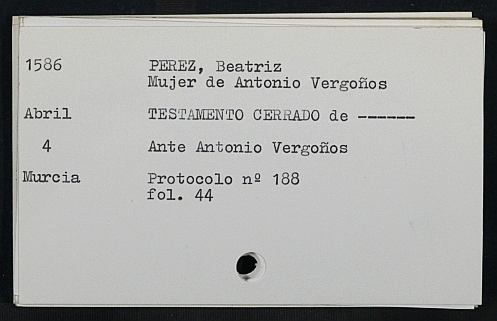 1586 PEREZ, Beatriz
Mujer de Antonio Vergoños
Abril TESTAMENTO CERRADO de ------
4 Ante Antonio Vergoños
Murcia Protocolo nº 188
fol. 44